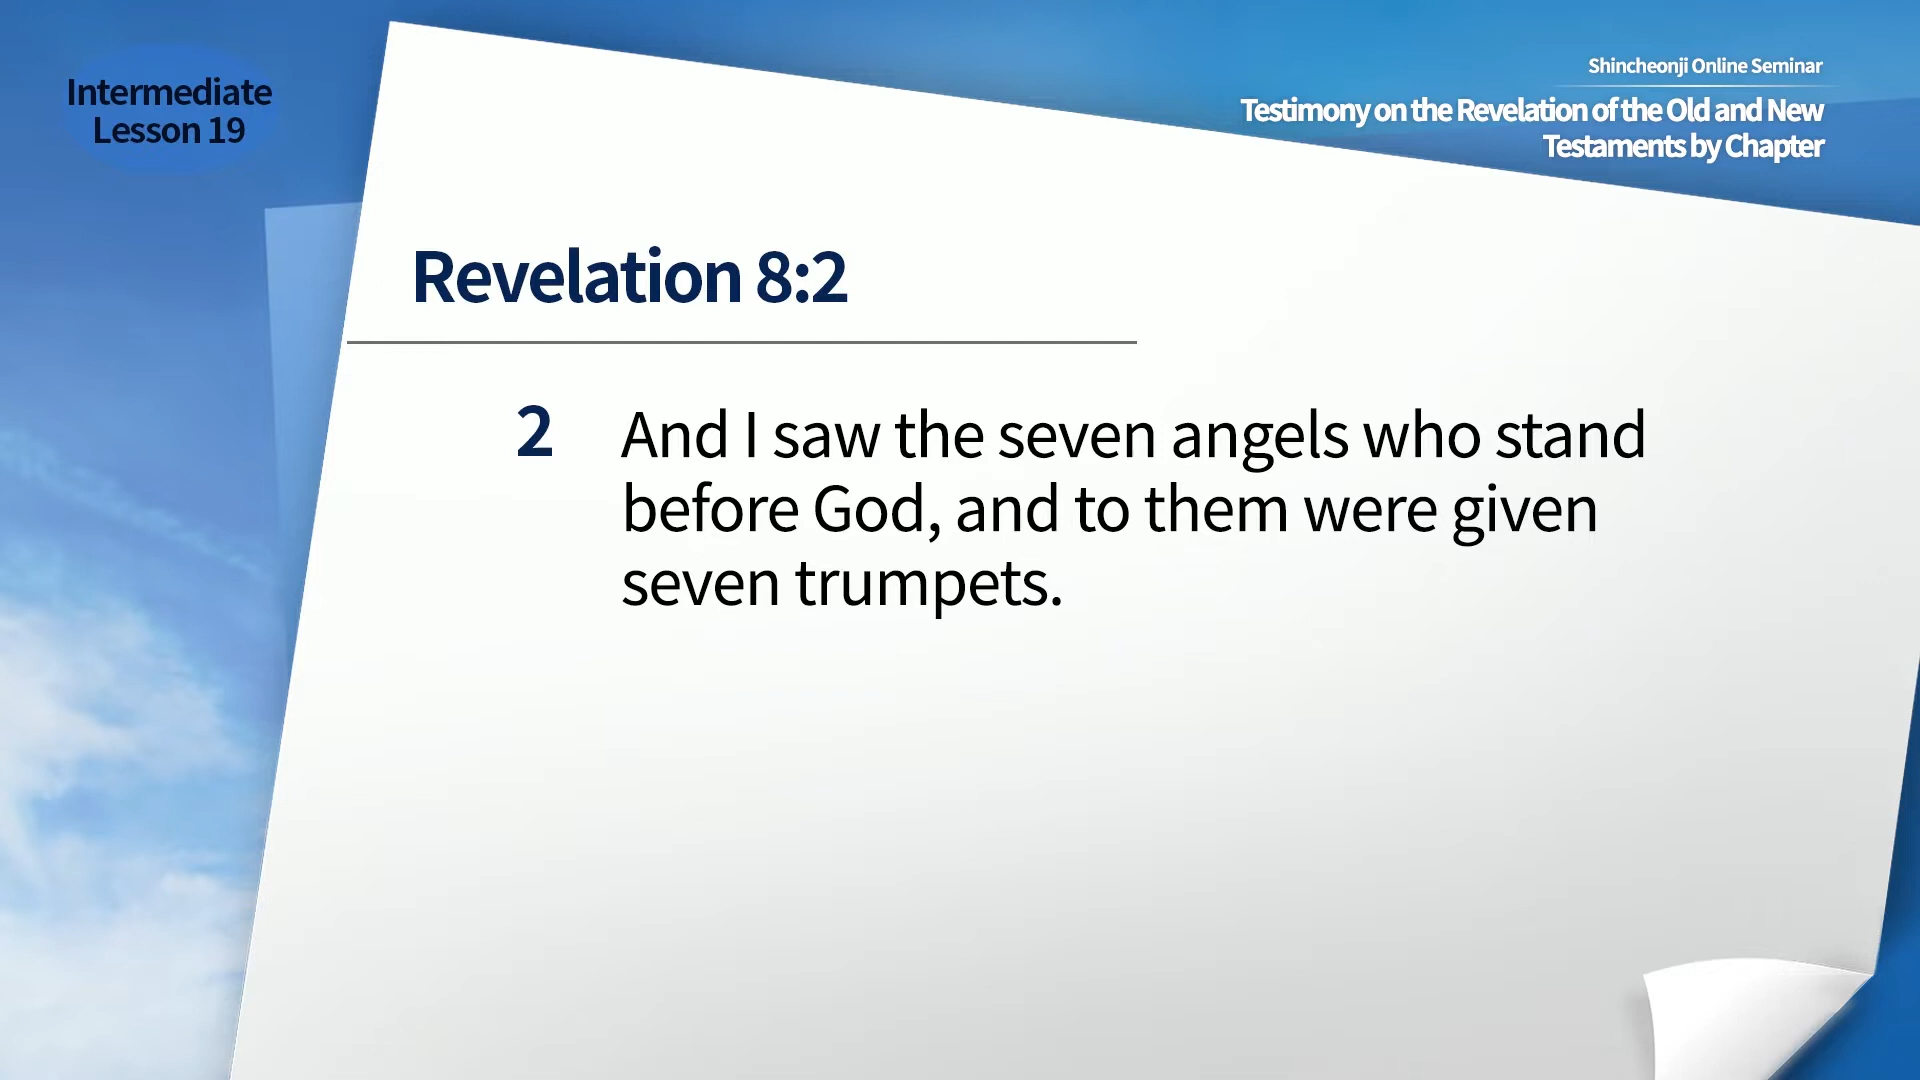 Intermediate
Lesson 19
Shincheonji Online Seminar
Testimony on the Revelation of the Old and New
Testaments by Chapter
Revelation 8:2
2 And I saw the seven angels who stand
before God, and to them were given
seven trumpets.